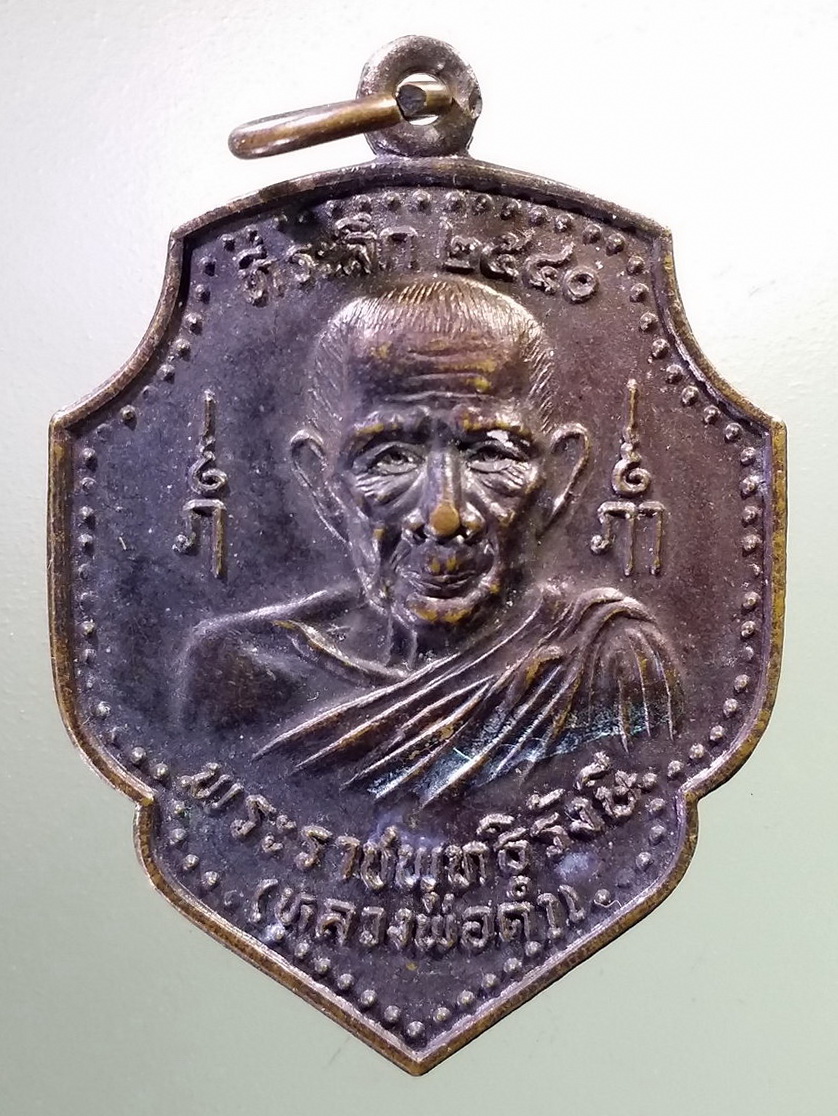 ที่ระลึก ๒๕๔๐
พระราชพุทธิรังษี
(หลวงพ่อดำ)